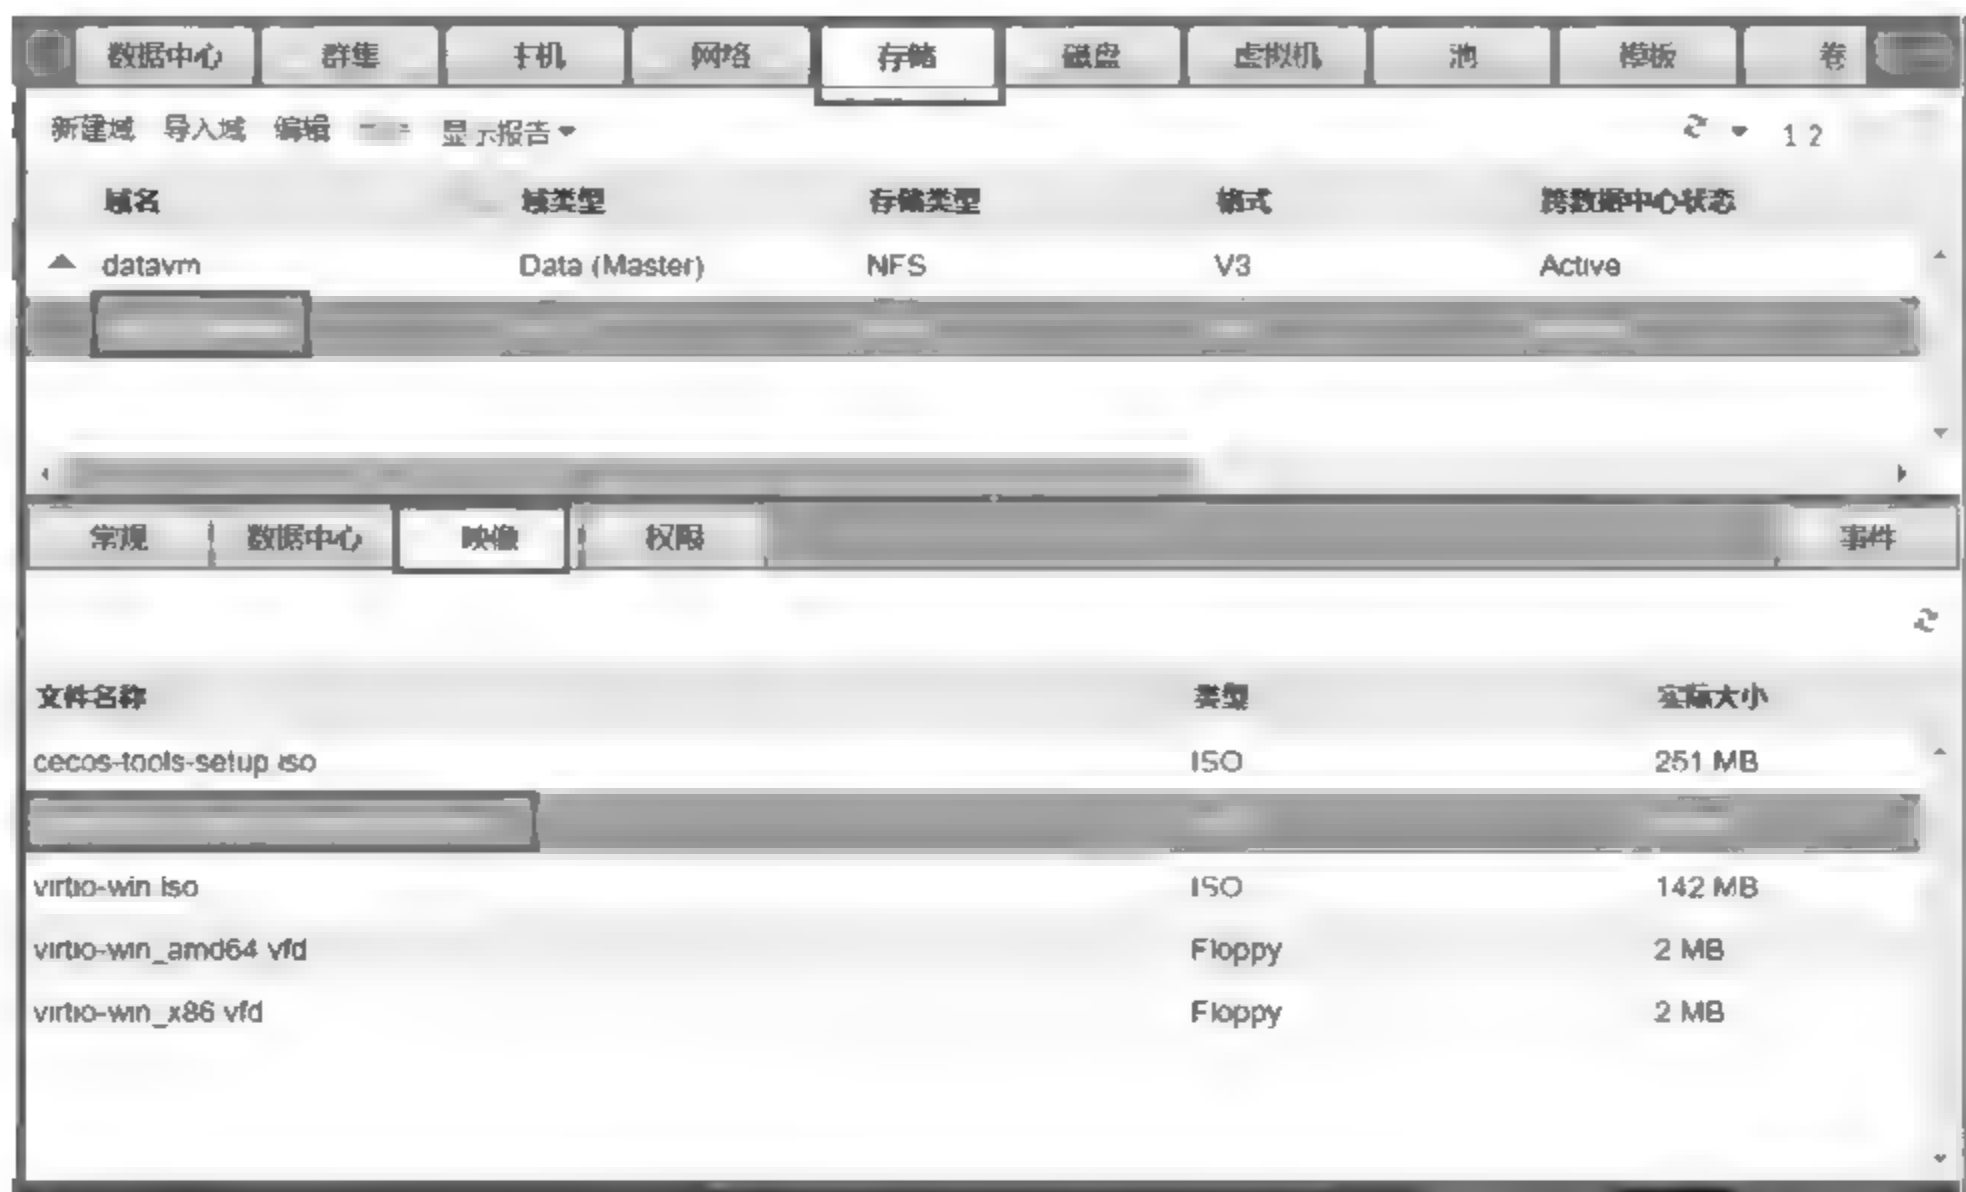 数据中心 群集 主机 网络 存储 磁盘 虚拟机 池 模板 卷
新建域 导入域 编辑 显示报告 1 2
域名 域类型 存储类型 格式 跨数据中心状态
datavm Data (Master) NFS V3 Active
常规 数据中心 映像 权限 事件
文件名称 类型 实际大小
cecos-tools-setup iso ISO 251 MB
virtio-win iso ISO 142 MB
virtio-win_amd64 vfd Floppy 2 MB
virtio-win_x86 vfd Floppy 2 MB